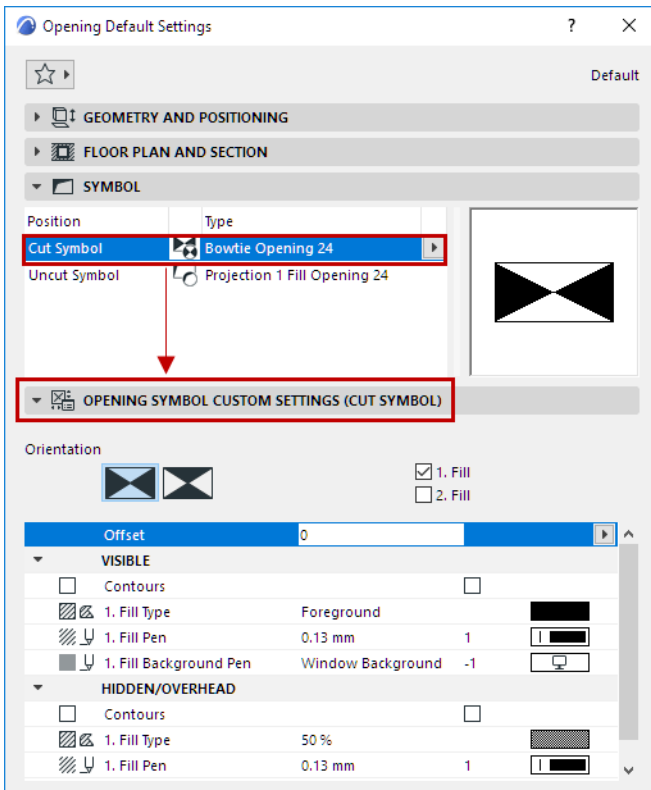 Opening Default Settings ?
Default
GEOMETRY AND POSITIONING
FLOOR PLAN AND SECTION
SYMBOL
Position Type
Cut Symbol Bowtie Opening 24
Uncut Symbol Projection 1 Fill Opening 24
OPENING SYMBOL CUSTOM SETTINGS (CUT SYMBOL)
Orientation
1. Fill
2. Fill
Offset 0
VISIBLE
Contours
1. Fill Type Foreground
1. Fill Pen 0.13 mm 1
1. Fill Background Pen Window Background -1
HIDDEN/OVERHEAD
Contours
1. Fill Type 50 %
1. Fill Pen 0.13 mm 1